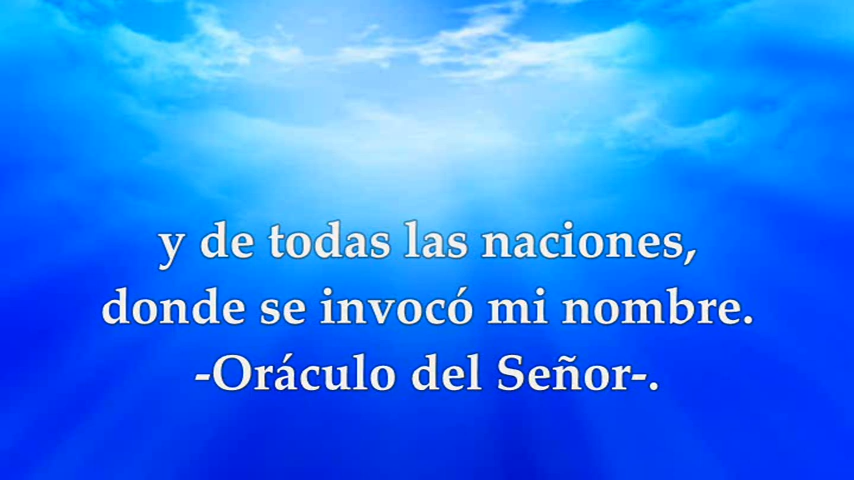 y de todas las naciones,
donde se invocó mi nombre.
-Oráculo del Señor-.